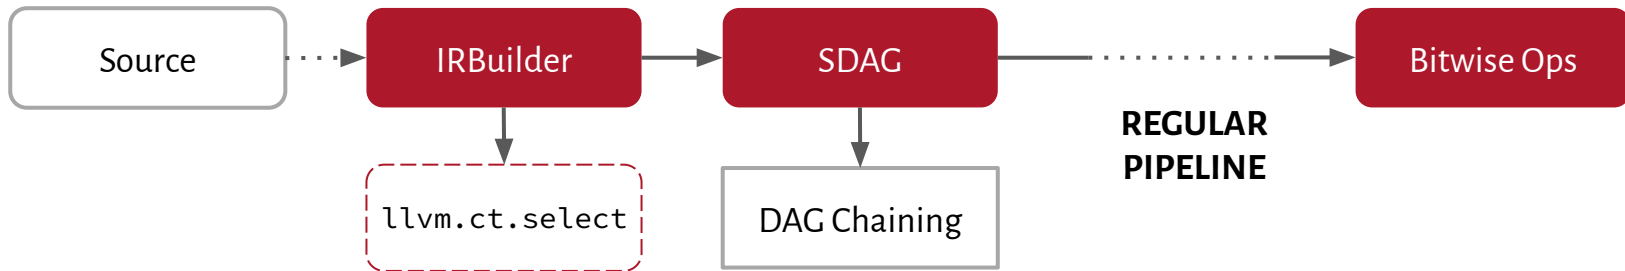 Source
IRBuilder
SDAG
Bitwise Ops
REGULAR
PIPELINE
llvm.ct.select
DAG Chaining